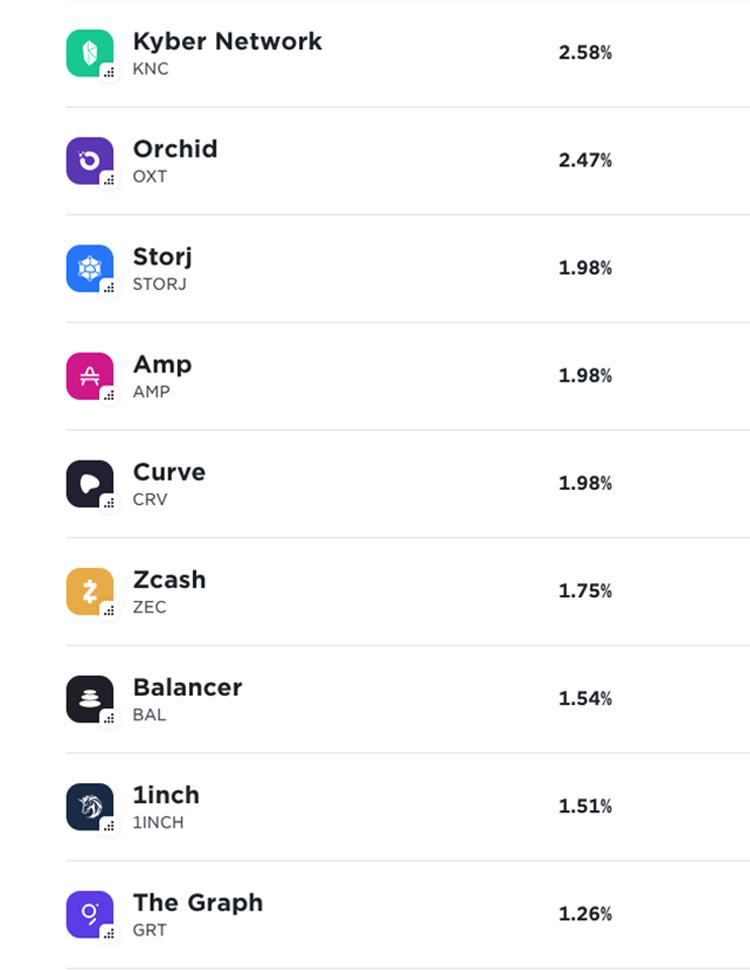 Kyber Network
KNC
2.58%
Orchid
OXT
2.47%
Storj
STORJ
1.98%
Amp
AMP
1.98%
Curve
CRV
1.98%
Zcash
ZEC
1.75%
Balancer
BAL
1.54%
1inch
1INCH
1.51%
The Graph
GRT
1.26%